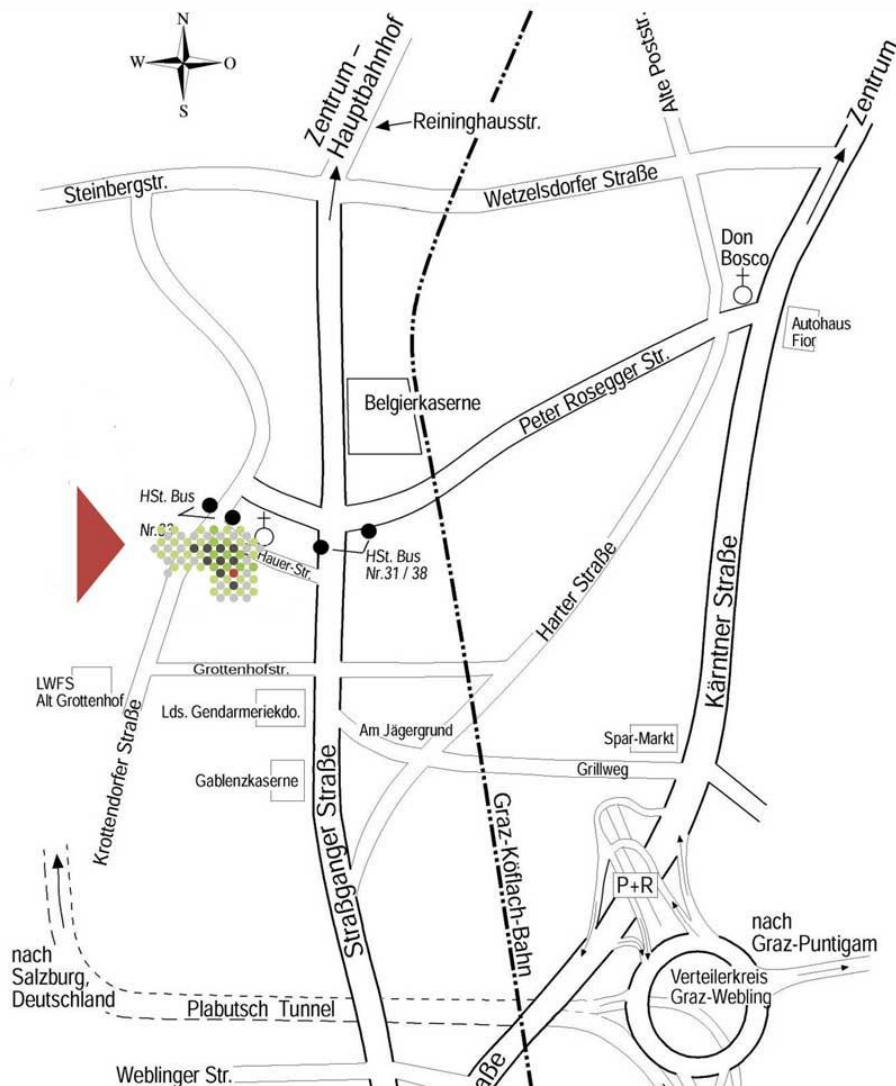 N
W
O
S
Zentrum –
Hauptbahnhof
Reininghausstr.
Alte Poststr.
Zentrum
Steinbergstr.
Wetzelsdorfer Straße
Don
Bosco
Autohaus
Fior
Belgierkaserne
Peter Rosegger Str.
HSt. Bus
Hauer-Str.
HSt. Bus
Nr.31 / 38
Harter Straße
Kärntner Straße
Grottenhofstr.
LWFS
Alt Grottenhof
Lds. Gendarmeriekdo.
Am Jägergrund
Spar-Markt
Grillweg
Gablenzkaserne
Krottendorfer Straße
Straßganger Straße
Graz-Köflach-Bahn
P+R
nach
Graz-Puntigam
nach
Salzburg,
Deutschland
Verteilerkreis
Graz-Webling
Plabutsch Tunnel
Weblinger Str.